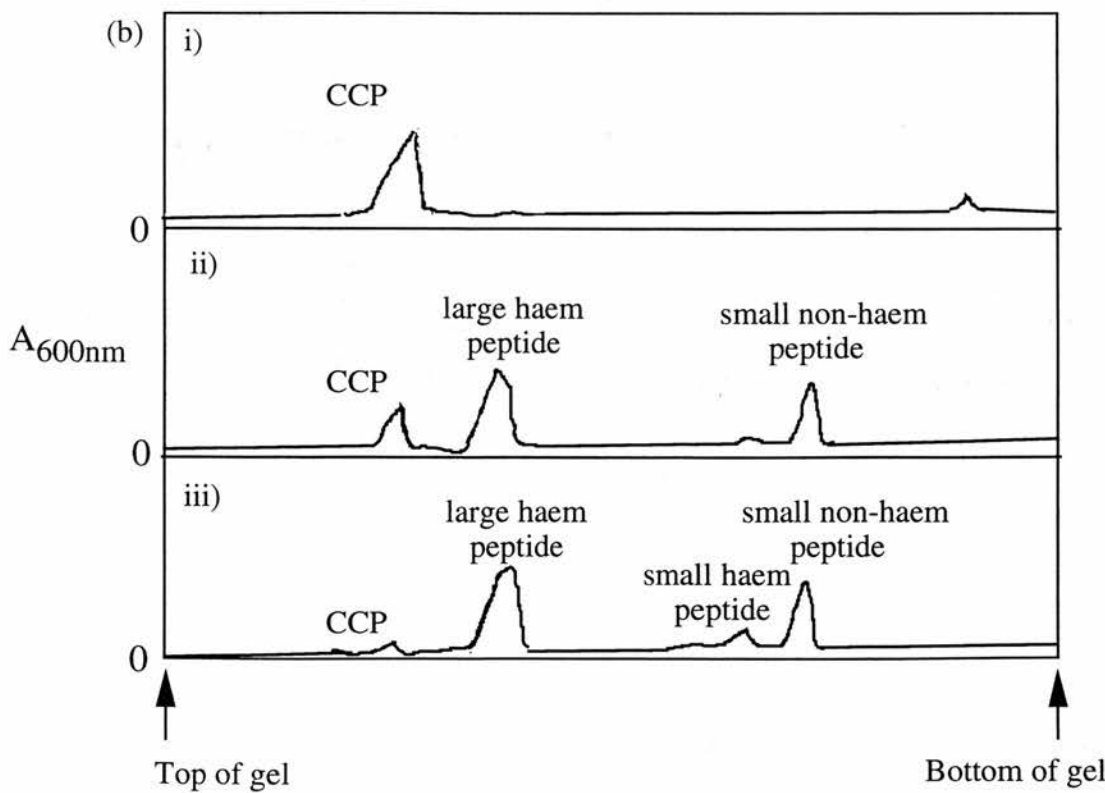 (b)
i)
CCP
0
ii)
large haem
peptide
small non-haem
peptide
A600nm
CCP
0
iii)
large haem
peptide
small non-haem
peptide
small haem
peptide
CCP
0
Top of gel
Bottom of gel